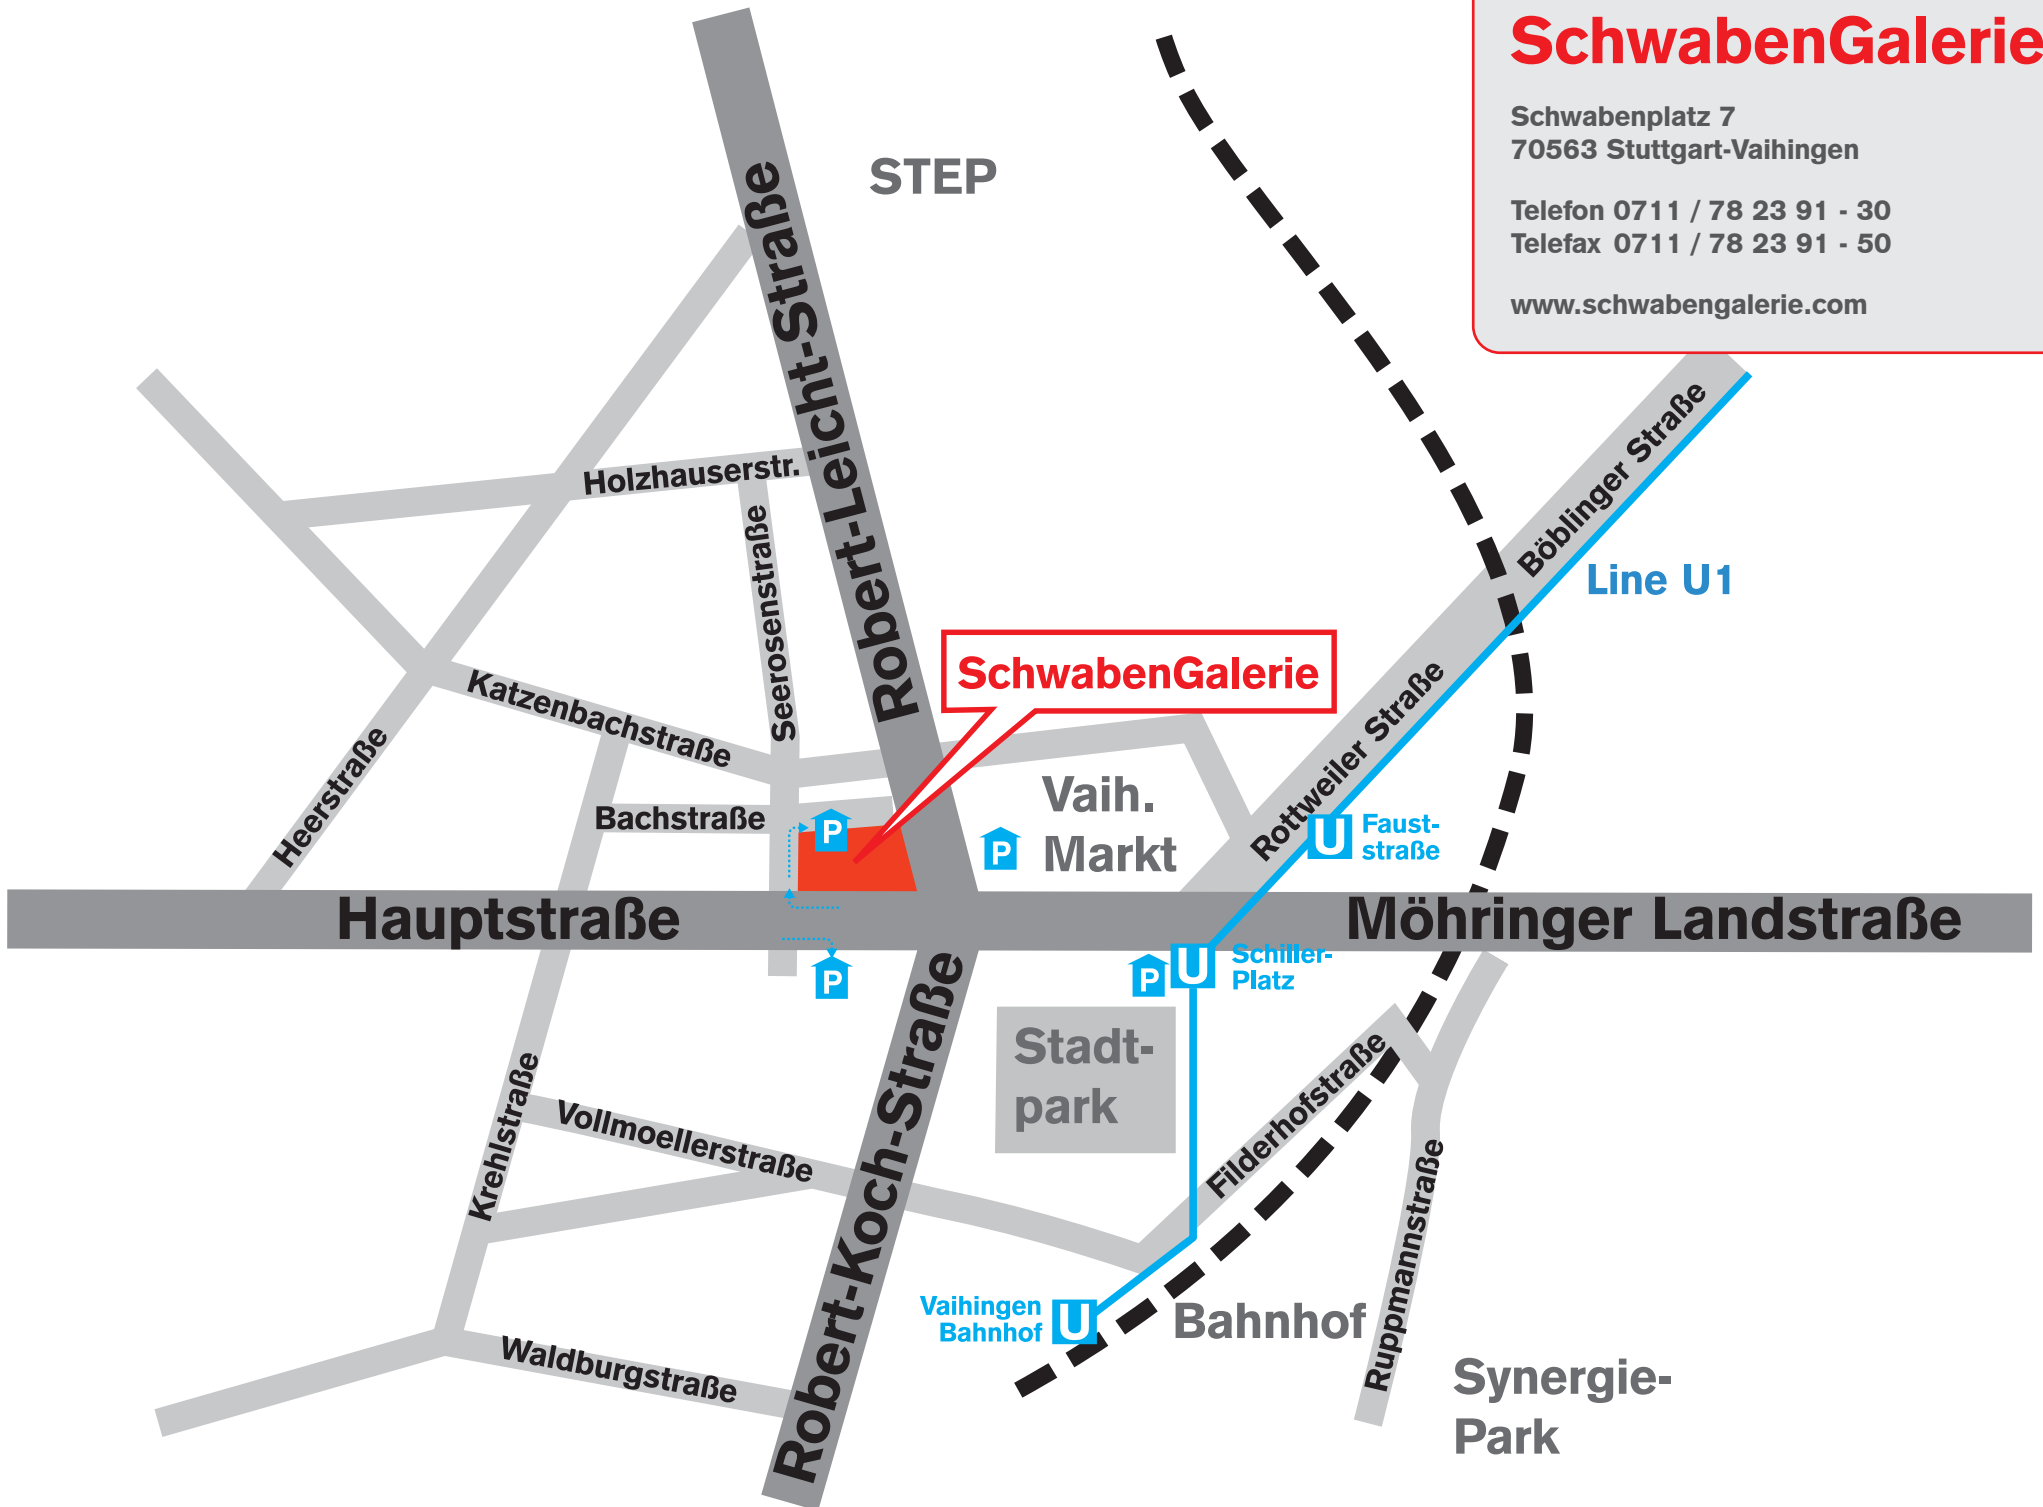 SchwabenGalerie
Schwabenplatz 7
70563 Stuttgart-Vaihingen
Telefon 0711 / 78 23 91 - 30
Telefax 0711 / 78 23 91 - 50
www.schwabengalerie.com
STEP
Robert-Leicht-Straße
Böblinger Straße
Holzhauserstr.
Seerosenstraße
Line U1
SchwabenGalerie
Katzenbachstraße
Rottweiler Straße
Heerstraße
Bachstraße
P
P
Vaih.
Markt
U
Faust-
straße
Hauptstraße
Möhringer Landstraße
P
P
U
Schiller-
Platz
Robert-Koch-Straße
Stadt-
park
Filderhofstraße
Krehlstraße
Vollmoellerstraße
Ruppmannstraße
Vaihingen
Bahnhof
U
Bahnhof
Waldburgstraße
Synergie-
Park